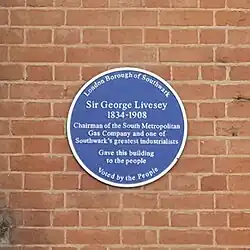 London Borough of Southwark
Sir George Livesey
1834-1908
Chairman of the South Metropolitan
Gas Company and one of
Southwark's greatest industrialists
Gave this building
to the people
Voted by the People